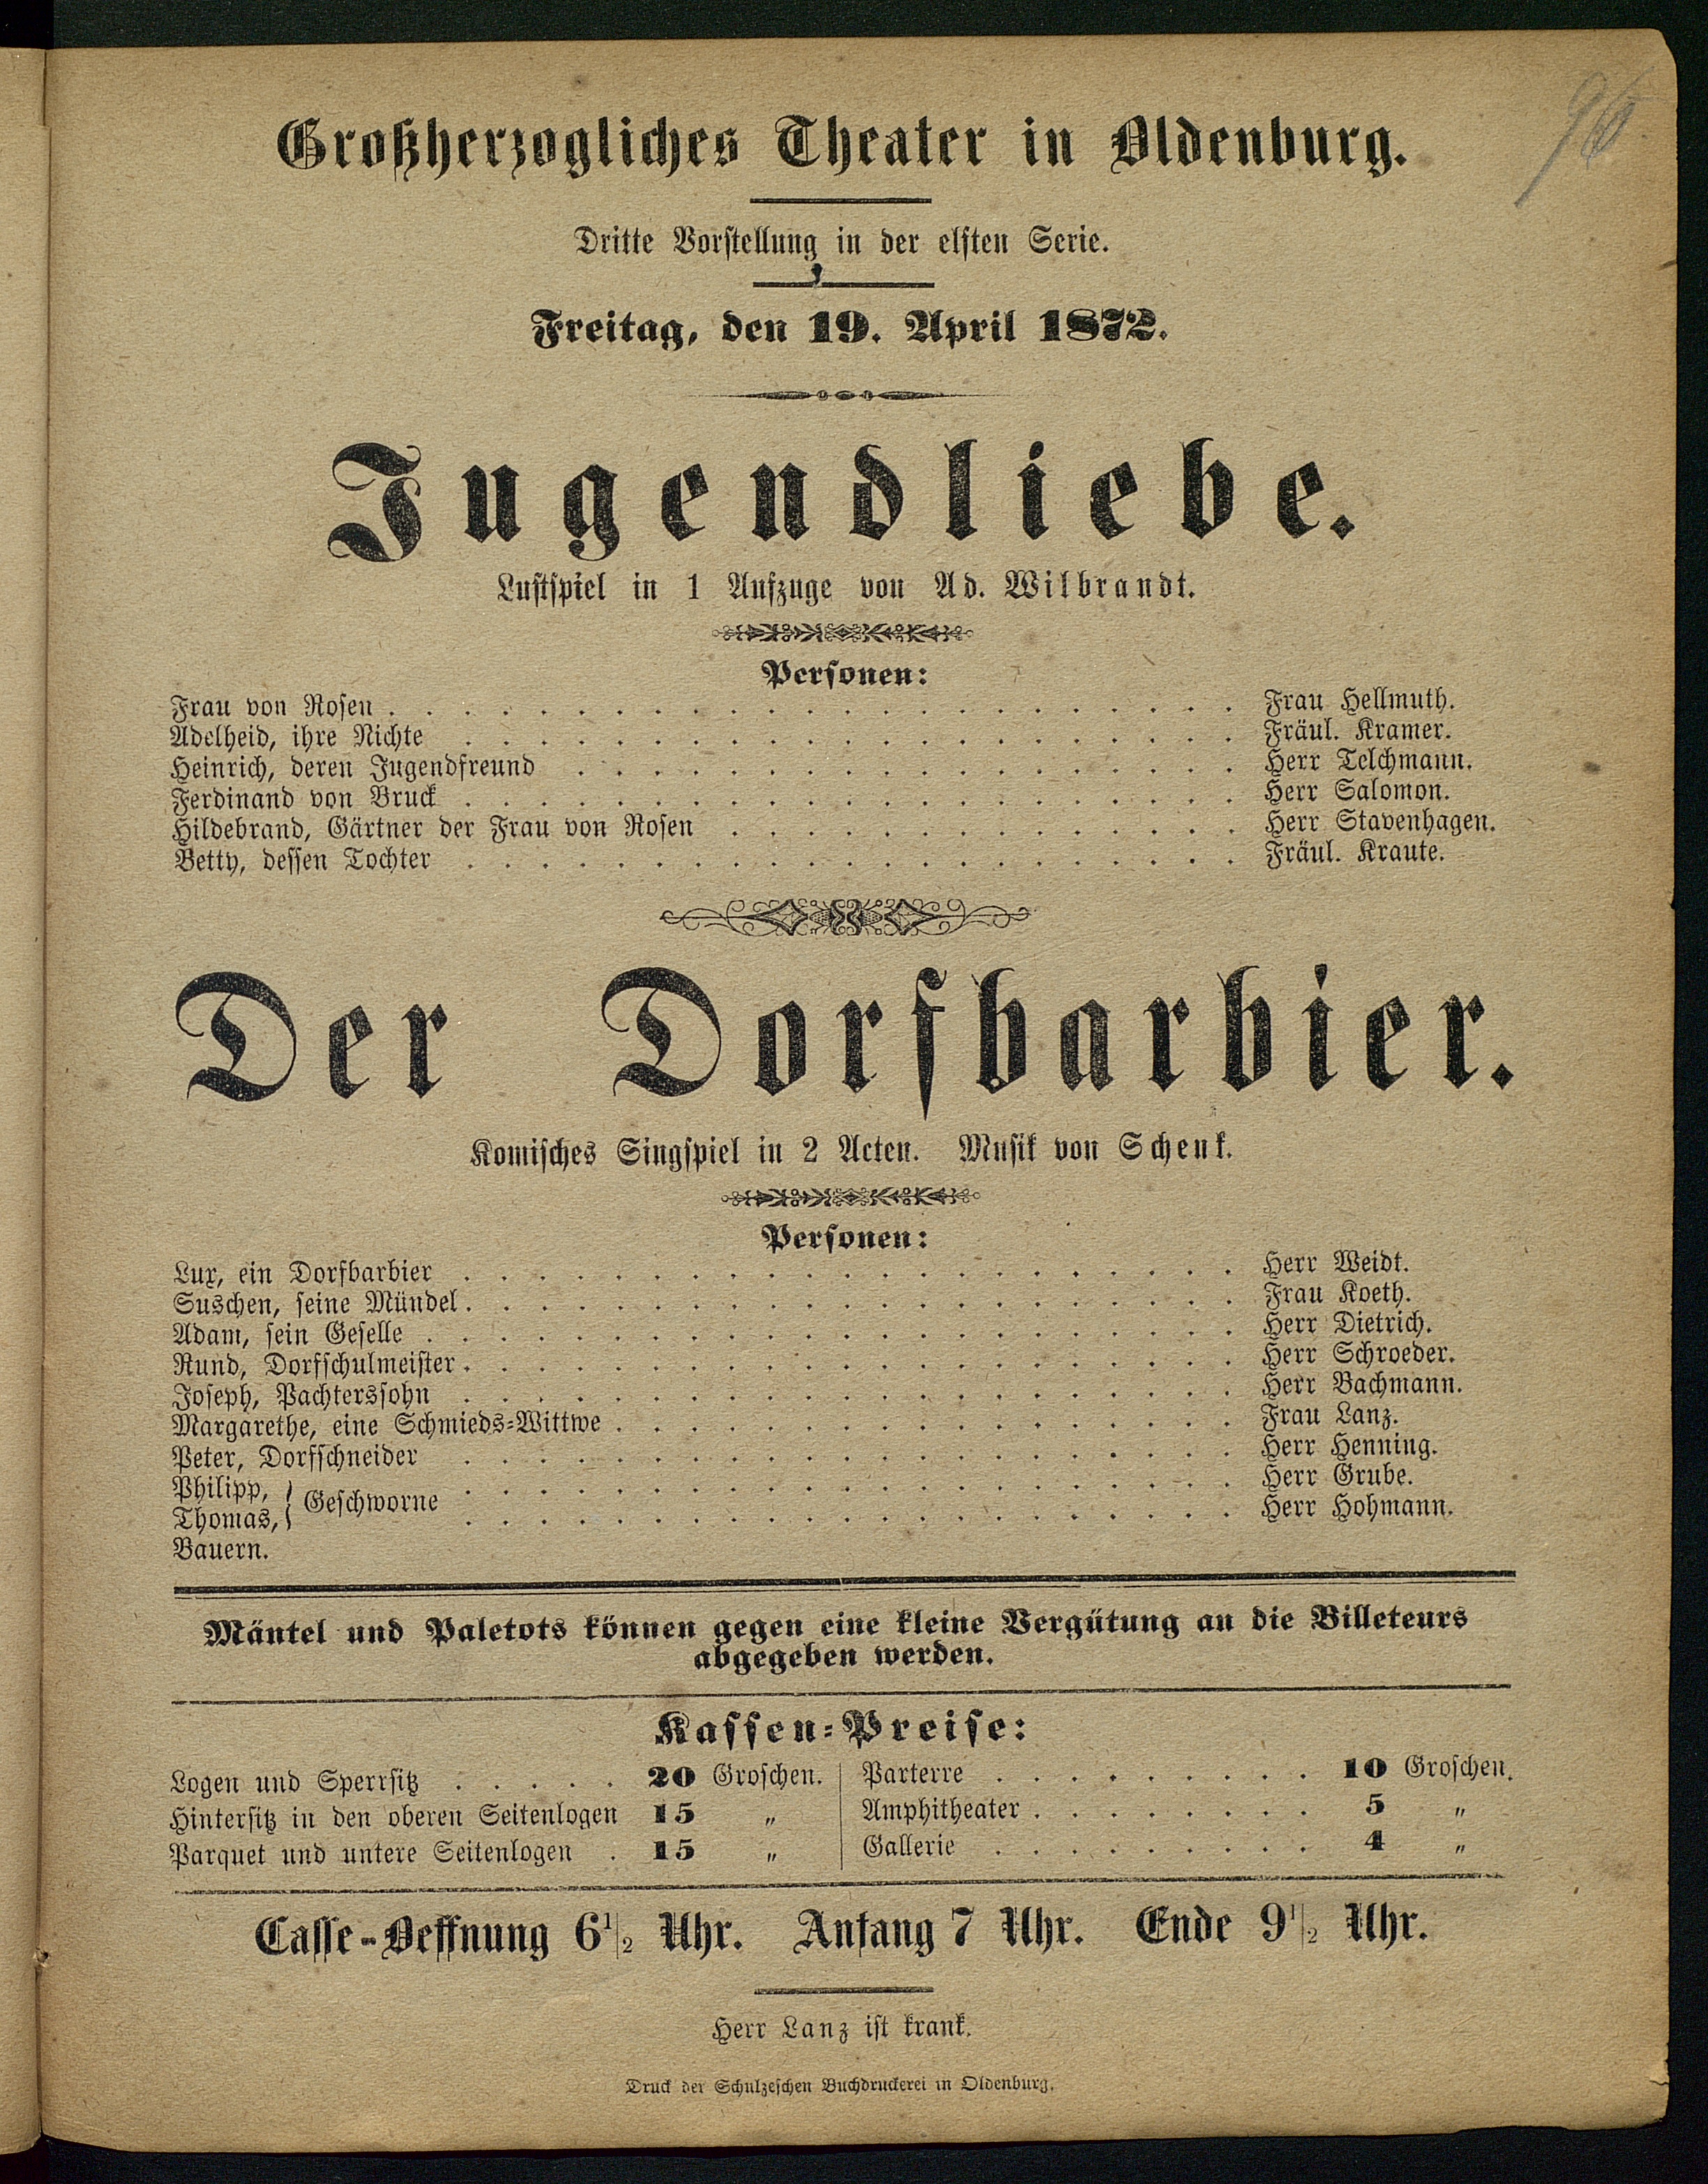 96
Großherzogliches Theater in Oldenburg.
Dritte Vorstellung in der elften Serie.
Freitag, den 19. April 1872.
Jugendliebe.
Lustspiel in 1 Aufzuge von Ad. Wilbrandt.
Personen:
Frau von Rosen . . . . . Frau Hellmuth.
Adelheid, ihre Nichte . . . . . Fräul. Kramer.
Heinrich, deren Jugendfreund . . . . . Herr Telchmann.
Ferdinand von Bruck . . . . . Herr Salomon.
Hildebrand, Gärtner der Frau von Rosen . . . . . Herr Stavenhagen.
Betty, dessen Tochter . . . . . Fräul. Kraute.
Der Dorfbarbier.
Komisches Singspiel in 2 Acten. Musik von Schenk.
Personen:
Lux, ein Dorfbarbier . . . . . Herr Weidt.
Suschen, seine Mündel . . . . . Frau Koeth.
Adam, sein Geselle . . . . . Herr Dietrich.
Rund, Dorfschulmeister . . . . . Herr Schroeder.
Joseph, Pachterssohn . . . . . Herr Bachmann.
Margarethe, eine Schmieds-Wittwe . . . . . Frau Lanz.
Peter, Dorfschneider . . . . . Herr Henning.
Philipp, } Geschworne . . . . . Herr Grube.
Thomas, } . . . . . Herr Hohmann.
Bauern.
Mäntel und Paletots können gegen eine kleine Vergütung an die Billeteurs
abgegeben werden.
Kassen-Preise:
Logen und Sperrsitz . . . . . 20 Groschen.
Hintersitz in den oberen Seitenlogen 15 „
Parquet und untere Seitenlogen . 15 „
Parterre . . . . . 10 Groschen.
Amphitheater . . . . . 5 „
Gallerie . . . . . 4 „
Casse-Oeffnung 6 1/2 Uhr. Anfang 7 Uhr. Ende 9 1/2 Uhr.
Herr Lanz ist krank.
Druck der Schulzeschen Buchdruckerei in Oldenburg.